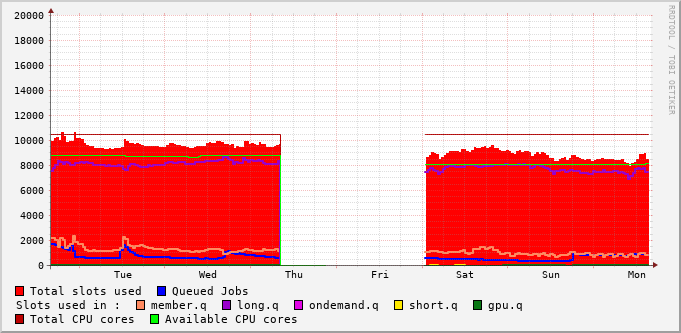 20000
18000
16000
14000
12000
10000
8000
6000
4000
2000
0
Tue Wed Thu Fri Sat Sun Mon
RRDTOOL / TOBI OETIKER
Total slots used Queued Jobs
Slots used in : member.q long.q ondemand.q short.q gpu.q
Total CPU cores Available CPU cores